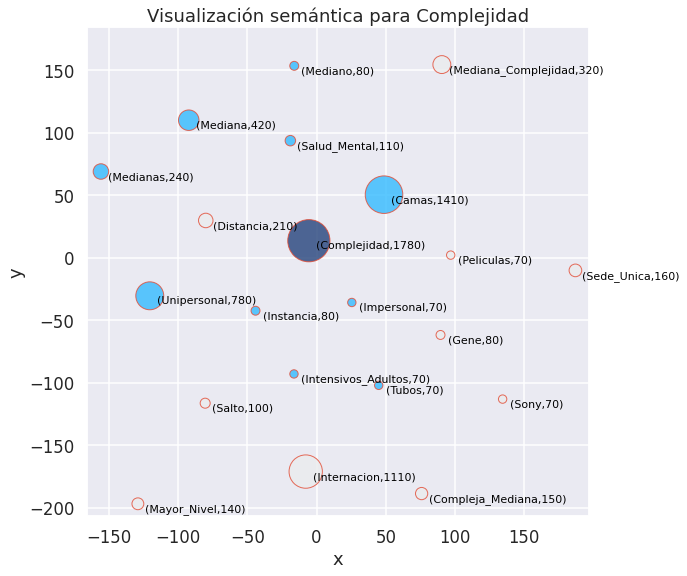 Visualización semántica para Complejidad
150
100
50
0
−50
−100
−150
−200
y
(Mediano,80)
(Mediana_Complejidad,320)
(Mediana,420)
(Salud_Mental,110)
(Medianas,240)
(Camas,1410)
(Distancia,210)
(Complejidad,1780)
(Peliculas,70)
(Sede_Unica,160)
(Unipersonal,780)
(Impersonal,70)
(Instancia,80)
(Gene,80)
(Intensivos_Adultos,70)
(Tubos,70)
(Salto,100)
(Sony,70)
(Internacion,1110)
(Compleja_Mediana,150)
(Mayor_Nivel,140)
−150 −100 −50 0 50 100 150
x